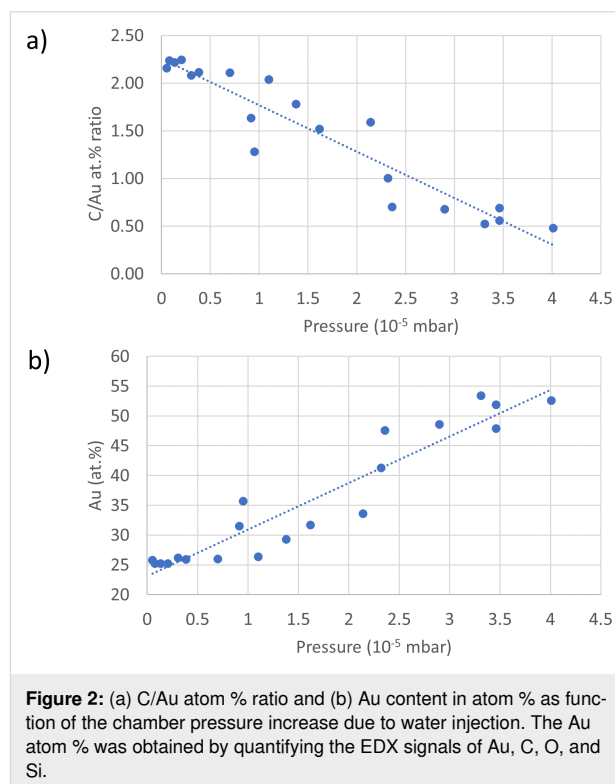 a)
2.50
2.00
1.50
1.00
0.50
0.00
C/Au at.% ratio
0 0.5 1 1.5 2 2.5 3 3.5 4 4.5
Pressure (10-5 mbar)
b)
60
55
50
45
40
35
30
25
20
Au (at.%)
0 0.5 1 1.5 2 2.5 3 3.5 4 4.5
Pressure (10-5 mbar)
Figure 2: (a) C/Au atom % ratio and (b) Au content in atom % as func-
tion of the chamber pressure increase due to water injection. The Au
atom % was obtained by quantifying the EDX signals of Au, C, O, and
Si.